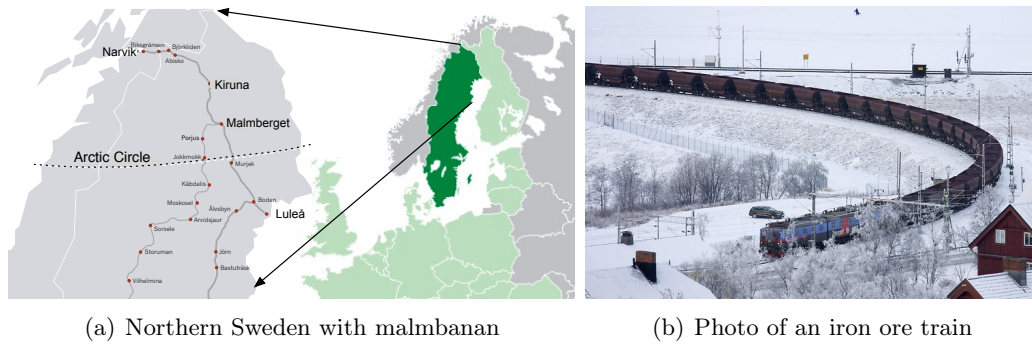 Narvik
Riksgränsen
Björkliden
Abisko
Kiruna
Malmberget
Porjus
Arctic Circle
Jokkmokk
Murjek
Kåbdalis
Moskosel
Älvsbyn
Boden
Arvidsjaur
Luleå
Sorsele
Storuman
Jörn
Bastuträsk
Vilhelmina
(a) Northern Sweden with malmbanan
(b) Photo of an iron ore train